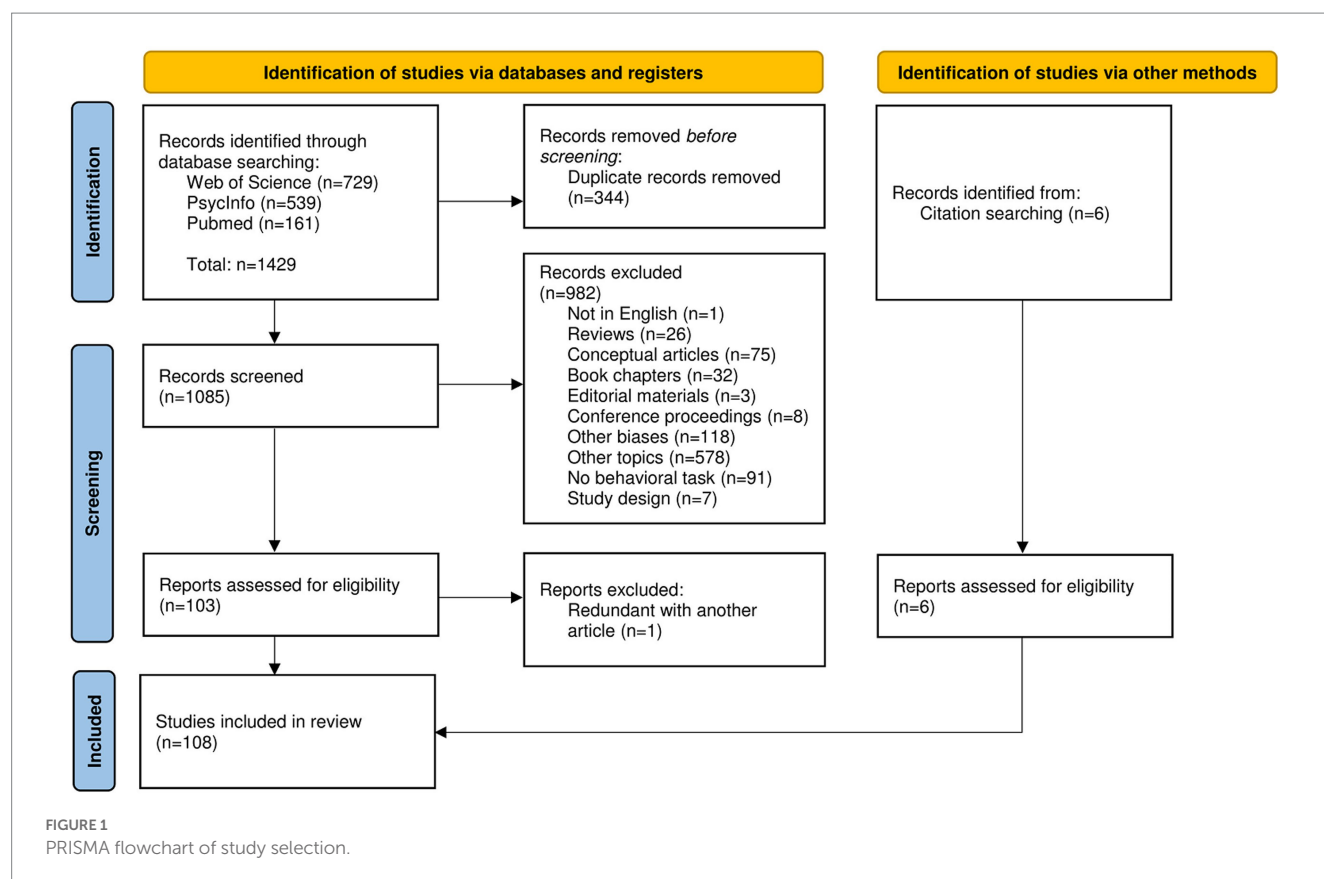 Identification of studies via databases and registers
Identification of studies via other methods
Identification
Records identified through
database searching:
Web of Science (n=729)
PsycInfo (n=539)
Pubmed (n=161)
Total: n=1429
Records removed before
screening:
Duplicate records removed
(n=344)
Records identified from:
Citation searching (n=6)
Screening
Records screened
(n=1085)
Records excluded
(n=982)
Not in English (n=1)
Reviews (n=26)
Conceptual articles (n=75)
Book chapters (n=32)
Editorial materials (n=3)
Conference proceedings (n=8)
Other biases (n=118)
Other topics (n=578)
No behavioral task (n=91)
Study design (n=7)
Reports assessed for eligibility
(n=103)
Reports excluded:
Redundant with another
article (n=1)
Reports assessed for eligibility
(n=6)
Included
Studies included in review
(n=108)
FIGURE 1
PRISMA flowchart of study selection.